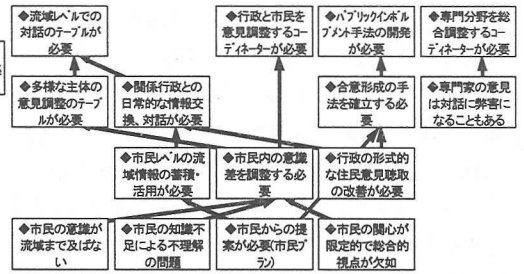 ◆流域レベルでの
対話のテーブルが
必要
◆行政と市民を
意見調整するコー
ディネーターが必要
◆パブリックインボル
ブメント手法の開発
が必要
◆専門分野を総
合調整するコー
ディネーターが必要
◆多様な主体の
意見調整のテーブ
ルが必要
◆関係行政との
日常的な情報交
換、対話が必要
◆合意形成の手
法を確立する必
要
◆専門家の意見
は対話に弊害に
なることもある
◆市民レベルの流
域情報の蓄積・
活用が必要
◆市民内の意識
差を調整する必
要
◆行政の形式的
な住民意見聴取
の改善が必要
◆市民の意識が
流域まで及ばな
い
◆市民の知識不
足による不理解
の問題
◆市民からの提
案が必要(市民プ
ラン)
◆市民の関心が
限定的で総合的
視点が欠如